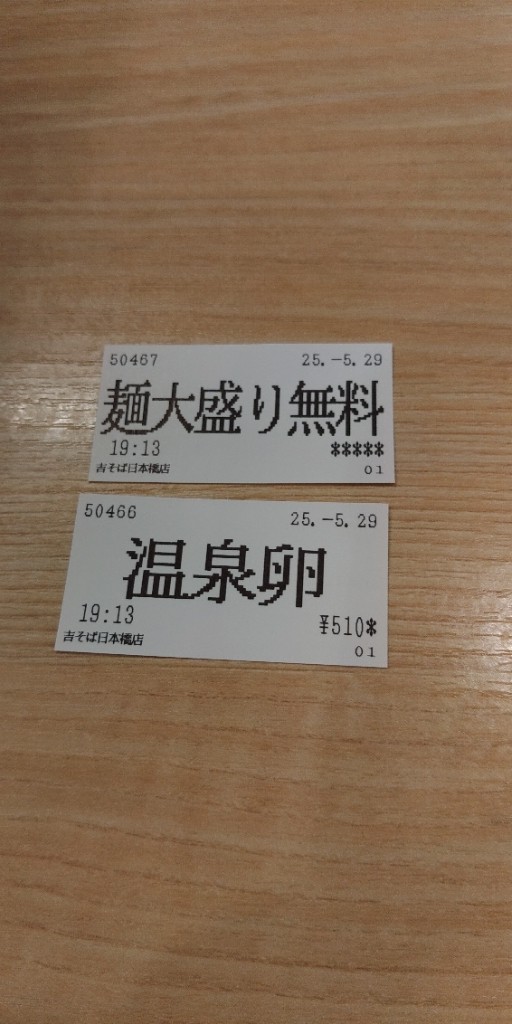 50467 25.-5.29
麺大盛り無料
19:13 *****
吉そば日本橋店 01
50466 25.-5.29
温泉卵
19:13 ¥510*
吉そば日本橋店 01